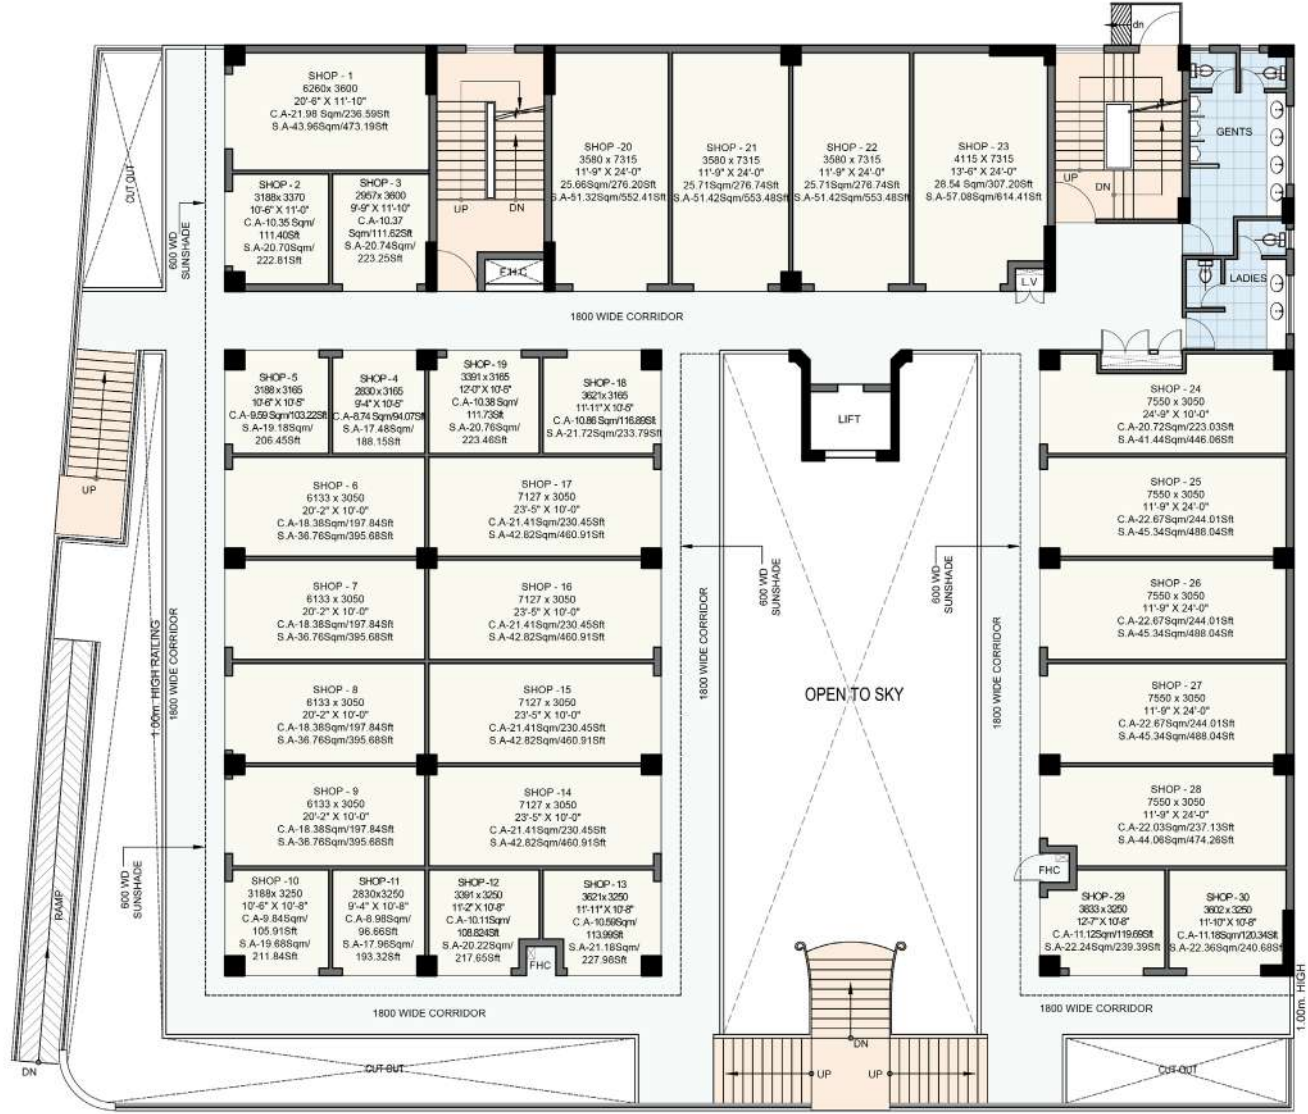 dn
SHOP - 1
6260x 3600
20'-6" X 11'-10"
C.A-21.98 Sqm/236.59Sft
S.A-43.96Sqm/473.19Sft
SHOP - 2
3188x 3370
10'-6" X 11'-0"
C.A-10.35 Sqm/
111.40Sft
S.A-20.70Sqm/
222.81Sft
SHOP - 3
2957x 3600
9'-9" X 11'-10"
C.A-10.37
Sqm/111.62Sft
S.A-20.74Sqm/
223.25Sft
UP
DN
F.H.C
SHOP -20
3580 x 7315
11'-9" X 24'-0"
25.66Sqm/276.20Sft
S.A-51.32Sqm/552.41Sft
SHOP - 21
3580 x 7315
11'-9" X 24'-0"
25.71Sqm/276.74Sft
S.A-51.42Sqm/553.48Sft
SHOP - 22
3580 x 7315
11'-9" X 24'-0"
25.71Sqm/276.74Sft
S.A-51.42Sqm/553.48Sft
SHOP - 23
4115 X 7315
13'-6" X 24'-0"
28.54 Sqm/307.20Sft
S.A-57.08Sqm/614.41Sft
L.V
UP
DN
GENTS
LADIES
CUT OUT
600 WD
SUNSHADE
1800 WIDE CORRIDOR
UP
SHOP - 5
3188 x 3165
10'-6" X 10'-5"
C.A-9.59 Sqm/103.22Sft
S.A-19.18Sqm/
206.45Sft
SHOP - 4
2830 x 3165
9'-4" X 10'-5"
C.A-8.74 Sqm/94.07Sft
S.A-17.48Sqm/
188.15Sft
SHOP - 19
3391 x 3165
12'-0" X 10'-5"
C.A-10.38 Sqm/
111.73Sft
S.A-20.76Sqm/
223.46Sft
SHOP - 18
3621x 3165
11'-11" X 10'-5"
C.A-10.86 Sqm/116.89Sft
S.A-21.72Sqm/233.79Sft
LIFT
SHOP - 24
7550 x 3050
24'-9" X 10'-0"
C.A-20.72Sqm/223.03Sft
S.A-41.44Sqm/446.06Sft
SHOP - 6
6133 x 3050
20'-2" X 10'-0"
C.A-18.38Sqm/197.84Sft
S.A-36.76Sqm/395.68Sft
SHOP - 17
7127 x 3050
23'-5" X 10'-0"
C.A-21.41Sqm/230.45Sft
S.A-42.82Sqm/460.91Sft
SHOP - 25
7550 x 3050
11'-9" X 24'-0"
C.A-22.67Sqm/244.01Sft
S.A-45.34Sqm/488.04Sft
SHOP - 7
6133 x 3050
20'-2" X 10'-0"
C.A-18.38Sqm/197.84Sft
S.A-36.76Sqm/395.68Sft
SHOP - 16
7127 x 3050
23'-5" X 10'-0"
C.A-21.41Sqm/230.45Sft
S.A-42.82Sqm/460.91Sft
600 WD
SUNSHADE
600 WD
SUNSHADE
SHOP - 26
7550 x 3050
11'-9" X 24'-0"
C.A-22.67Sqm/244.01Sft
S.A-45.34Sqm/488.04Sft
1.00m. HIGH RAILING
1800 WIDE CORRIDOR
SHOP - 8
6133 x 3050
20'-2" X 10'-0"
C.A-18.38Sqm/197.84Sft
S.A-36.76Sqm/395.68Sft
SHOP -15
7127 x 3050
23'-5" X 10'-0"
C.A-21.41Sqm/230.45Sft
S.A-42.82Sqm/460.91Sft
1800 WIDE CORRIDOR
OPEN TO SKY
1800 WIDE CORRIDOR
SHOP - 27
7550 x 3050
11'-9" X 24'-0"
C.A-22.67Sqm/244.01Sft
S.A-45.34Sqm/488.04Sft
SHOP - 9
6133 x 3050
20'-2" X 10'-0"
C.A-18.38Sqm/197.84Sft
S.A-36.76Sqm/395.68Sft
SHOP - 14
7127 x 3050
23'-5" X 10'-0"
C.A-21.41Sqm/230.45Sft
S.A-42.82Sqm/460.91Sft
SHOP - 28
7550 x 3050
11'-9" X 24'-0"
C.A-22.03Sqm/237.13Sft
S.A-44.06Sqm/474.26Sft
RAMP
600 WD
SUNSHADE
SHOP -10
3188x 3250
10'-6" X 10'-8"
C.A-9.84Sqm/
105.91Sft
S.A-19.68Sqm/
211.84Sft
SHOP -11
2830x3250
9'-4" X 10'-8"
C.A-8.98Sqm/
96.66Sft
S.A-17.96Sqm/
193.32Sft
SHOP -12
3391 x 3250
11'-2" X 10'-8"
C.A-10.11Sqm/
108.824Sft
S.A-20.22Sqm/
217.65Sft
SHOP - 13
3621x 3250
11'-11" X 10'-8"
C.A-10.59Sqm/
113.99Sft
S.A-21.18Sqm/
227.98Sft
FHC
FHC
SHOP -29
3833 x 3250
12'-7" X 10'-8"
C.A-11.12Sqm/119.69Sft
S.A-22.24Sqm/239.39Sft
SHOP - 30
3602 x 3250
11'-10" X 10'-8"
C.A-11.18Sqm/120.34Sft
S.A-22.36Sqm/240.68Sft
1800 WIDE CORRIDOR
1800 WIDE CORRIDOR
1.00m. HIGH
DN
DN
UP
UP
CUT OUT
CUT OUT